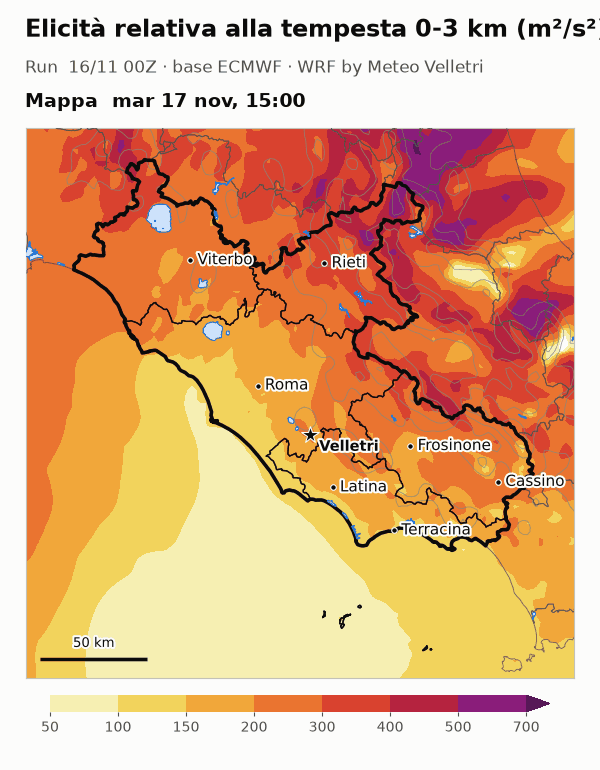 Elicità relativa alla tempesta 0-3 km (m²/s²)
Run 16/11 00Z · base ECMWF · WRF by Meteo Velletri
Mappa mar 17 nov, 15:00
Viterbo
Rieti
Roma
Velletri
Frosinone
Cassino
Latina
Terracina
50 km
50 100 150 200 300 400 500 700